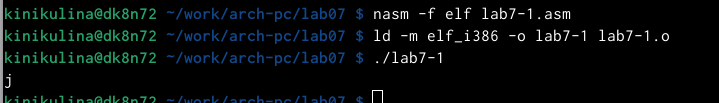 kinikulina@dk8n72 ~/work/arch-pc/lab07 $ nasm -f elf lab7-1.asm
kinikulina@dk8n72 ~/work/arch-pc/lab07 $ ld -m elf_i386 -o lab7-1 lab7-1.o
kinikulina@dk8n72 ~/work/arch-pc/lab07 $ ./lab7-1
j
kinikulina@dk8n72 ~/work/arch-pc/lab07 $